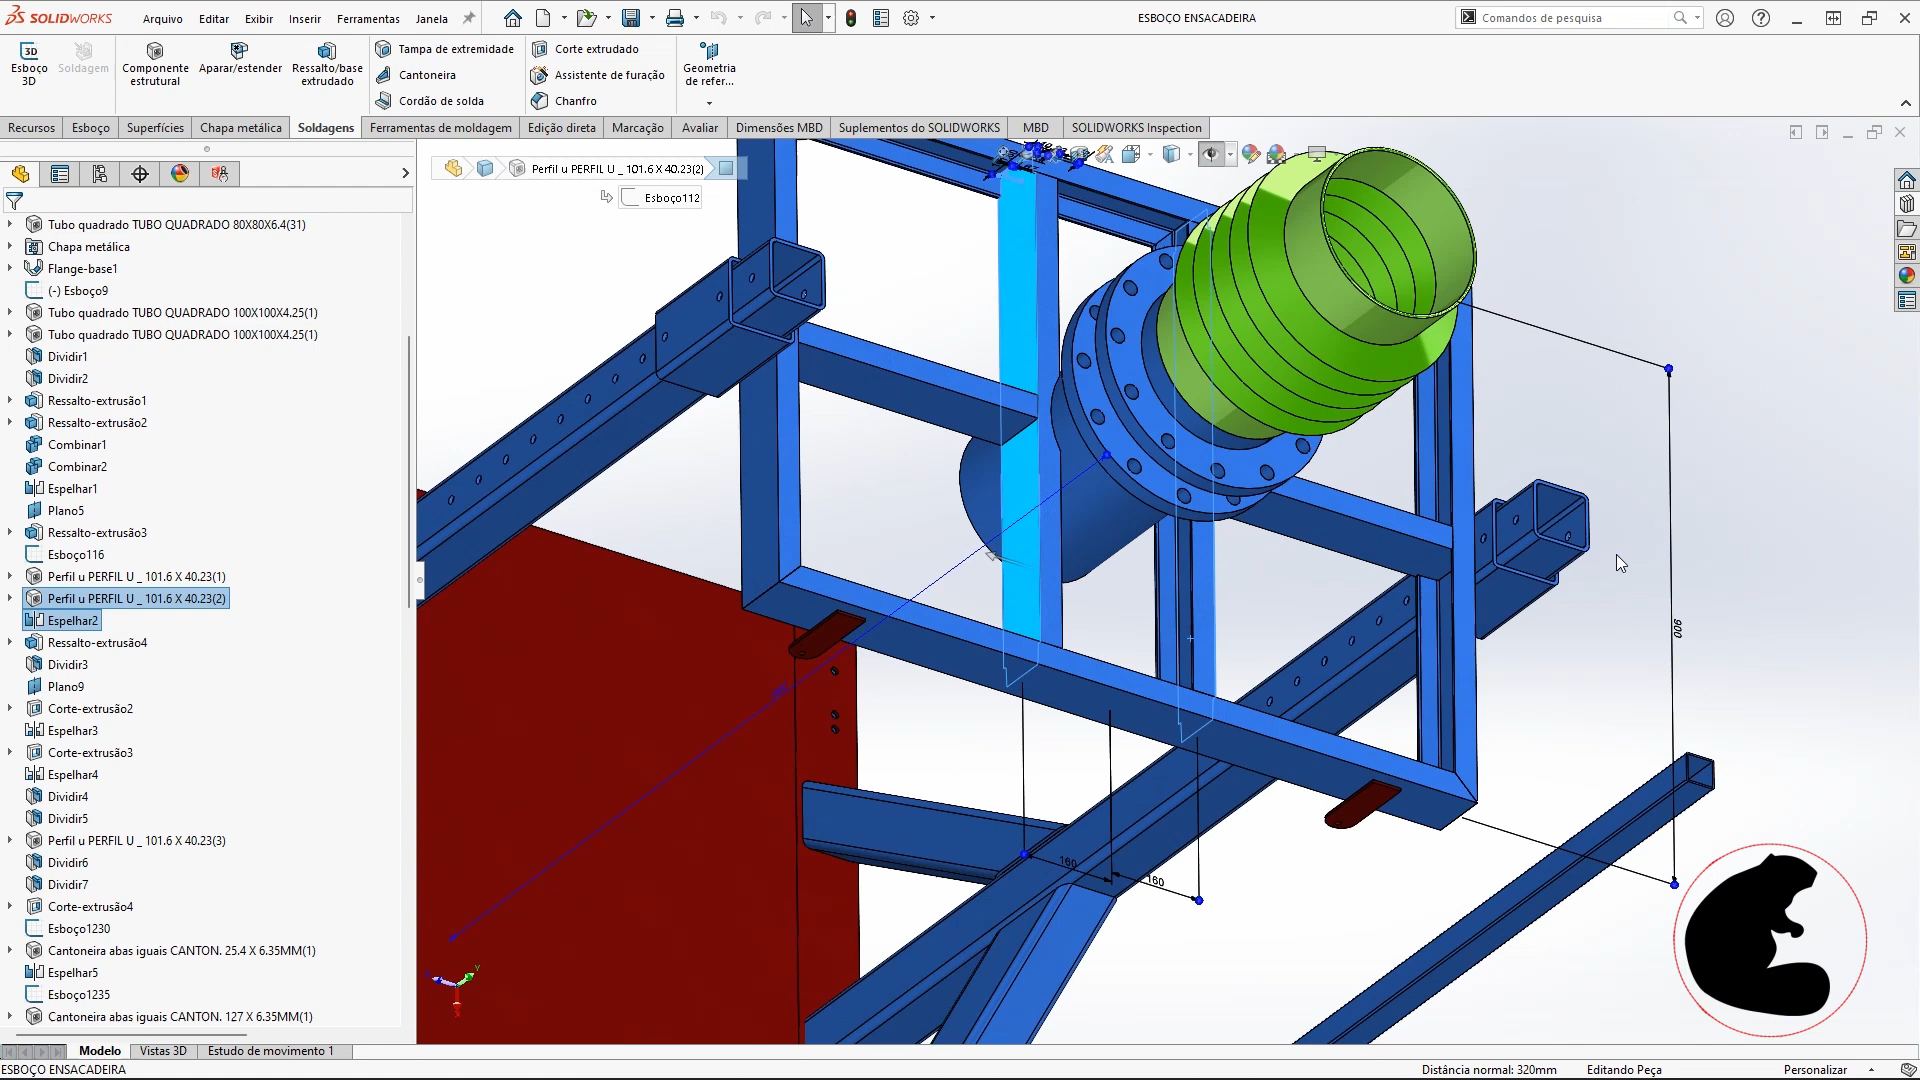 SOLIDWORKS
Arquivo
Editar
Exibir
Inserir
Ferramentas
Janela
ESBOÇO ENSACADEIRA
Comandos de pesquisa
3D
Esboço
3D
Soldagem
Componente
estrutural
Aparar/estender
Ressalto/base
extrudado
Tampa de extremidade
Cantoneira
Cordão de solda
Corte extrudado
Assistente de furação
Chanfro
Geometria
de refer...
Recursos
Esboço
Superfícies
Chapa metálica
Soldagens
Ferramentas de moldagem
Edição direta
Marcação
Avaliar
Dimensões MBD
Suplementos do SOLIDWORKS
MBD
SOLIDWORKS Inspection
Perfil u PERFIL U _ 101.6 X 40.23(2)
Esboço112
Tubo quadrado TUBO QUADRADO 80X80X6.4(31)
Chapa metálica
Flange-base1
(-) Esboço9
Tubo quadrado TUBO QUADRADO 100X100X4.25(1)
Tubo quadrado TUBO QUADRADO 100X100X4.25(1)
Dividir1
Dividir2
Ressalto-extrusão1
Ressalto-extrusão2
Combinar1
Combinar2
Espelhar1
Plano5
Ressalto-extrusão3
Esboço116
Perfil u PERFIL U _ 101.6 X 40.23(1)
Perfil u PERFIL U _ 101.6 X 40.23(2)
Espelhar2
Ressalto-extrusão4
Dividir3
Plano9
Corte-extrusão2
Espelhar3
Corte-extrusão3
Espelhar4
Dividir4
Dividir5
Perfil u PERFIL U _ 101.6 X 40.23(3)
Dividir6
Dividir7
Corte-extrusão4
Esboço1230
Cantoneira abas iguais CANTON. 25.4 X 6.35MM(1)
Espelhar5
Esboço1235
Cantoneira abas iguais CANTON. 127 X 6.35MM(1)
900
160
160
Y
Modelo
Vistas 3D
Estudo de movimento 1
ESBOÇO ENSACADEIRA
Distância normal: 320mm
Editando Peça
Personalizar